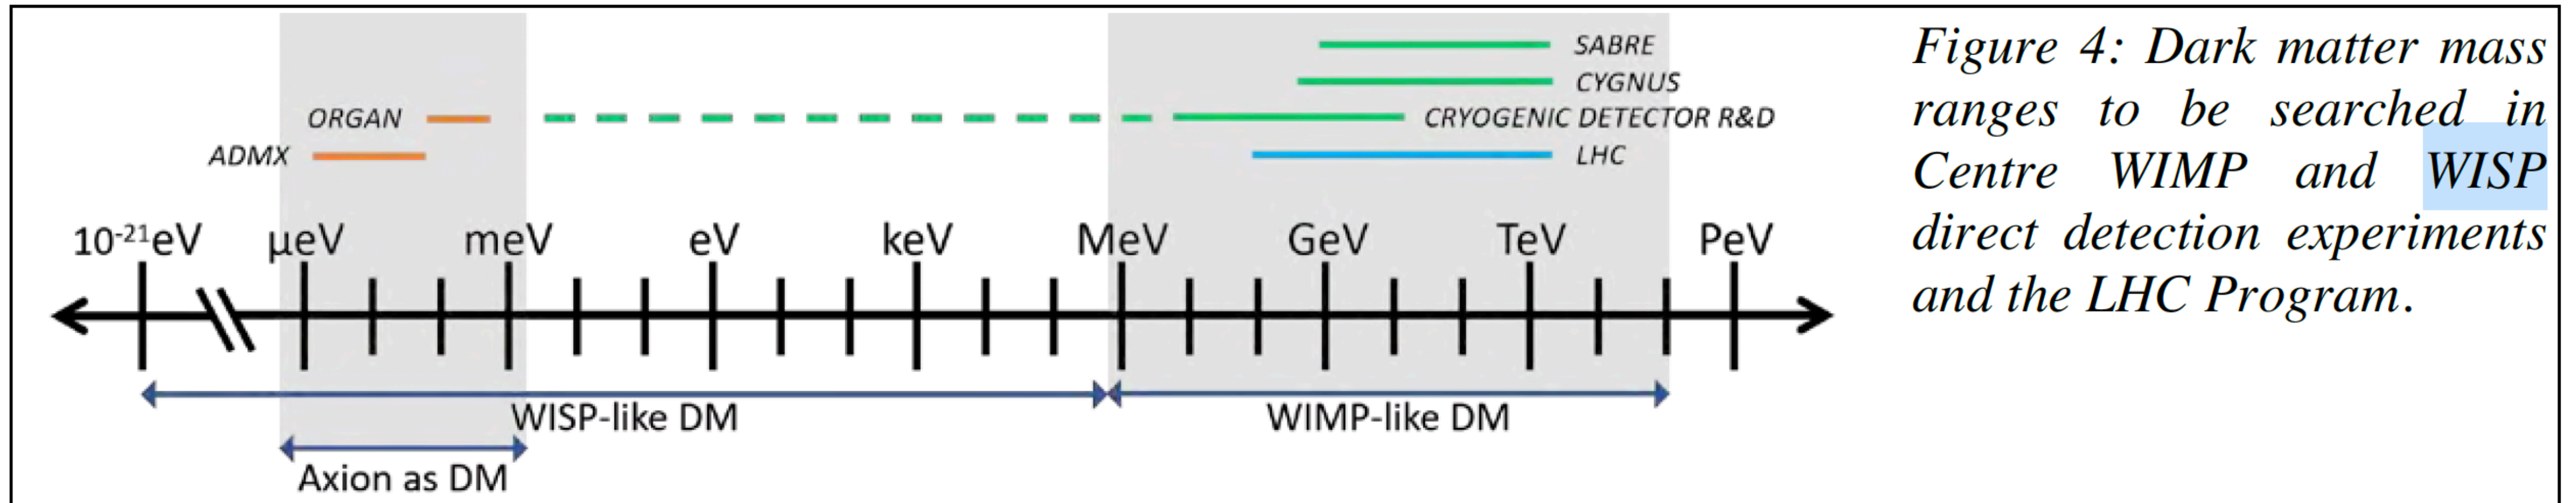 SABRE
CYGNUS
ORGAN
CRYOGENIC DETECTOR R&D
ADMX
LHC
10⁻²¹eV μeV meV eV keV MeV GeV TeV PeV
WISP-like DM
WIMP-like DM
Axion as DM
Figure 4: Dark matter mass
ranges to be searched in
Centre WIMP and WISP
direct detection experiments
and the LHC Program.